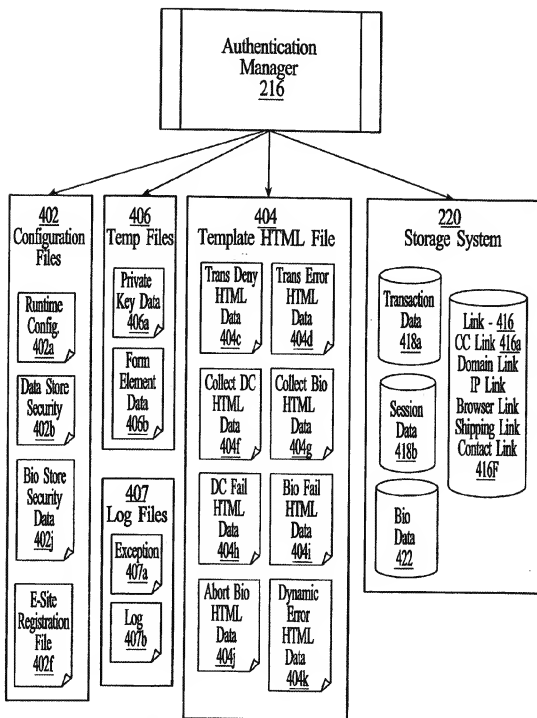 Authentication
Manager
216
402
Configuration
Files
Runtime
Config.
402a
Data Store
Security
402b
Bio Store
Security
Data
402j
E-Site
Registration
File
402f
406
Temp Files
Private
Key Data
406a
Form
Element
Data
406b
407
Log Files
Exception
407a
Log
407b
404
Template HTML File
Trans Deny
HTML
Data
404c
Trans Error
HTML
Data
404d
Collect DC
HTML
Data
404f
Collect Bio
HTML
Data
404g
DC Fail
HTML
Data
404h
Bio Fail
HTML
Data
404i
Abort Bio
HTML
Data
404j
Dynamic
Error
HTML
Data
404k
220
Storage System
Transaction
Data
418a
Session
Data
418b
Bio
Data
422
Link - 416
CC Link 416a
Domain Link
IP Link
Browser Link
Shipping Link
Contact Link
416F